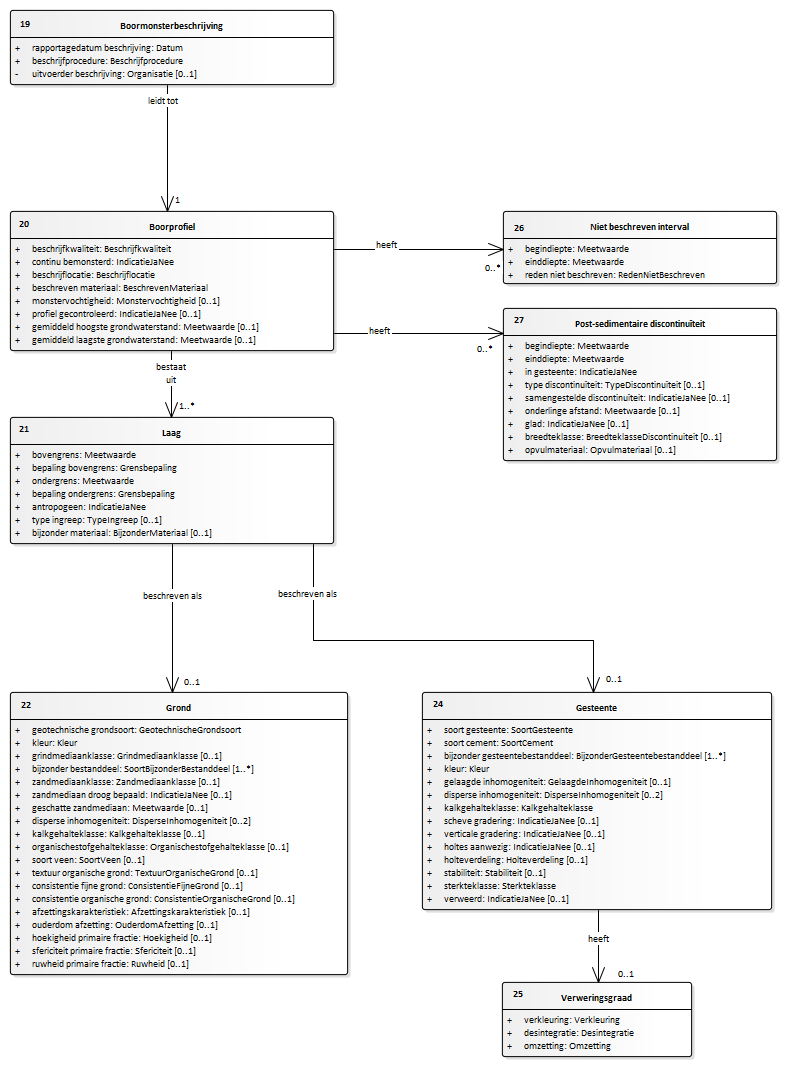 19
Boormonsterbeschrijving
+ rapportagedatum beschrijving: Datum
+ beschrijfprocedure: Beschrijfprocedure
- uitvoerder beschrijving: Organisatie [0..1]
leidt tot
1
20
Boorprofiel
+ beschrijfkwaliteit: Beschrijfkwaliteit
+ continu bemonsterd: IndicatieJaNee
+ beschrijflocatie: Beschrijflocatie
+ beschreven materiaal: BeschrevenMateriaal
+ monstervochtigheid: Monstervochtigheid [0..1]
+ profiel gecontroleerd: IndicatieJaNee [0..1]
+ gemiddeld hoogste grondwaterstand: Meetwaarde [0..1]
+ gemiddeld laagste grondwaterstand: Meetwaarde [0..1]
heeft
0..*
26
Niet beschreven interval
+ begindiepte: Meetwaarde
+ einddiepte: Meetwaarde
+ reden niet beschreven: RedenNietBeschreven
heeft
0..*
27
Post-sedimentaire discontinuïteit
+ begindiepte: Meetwaarde
+ einddiepte: Meetwaarde
+ in gesteente: IndicatieJaNee
+ type discontinuïteit: TypeDiscontinuïteit [0..1]
+ samengestelde discontinuïteit: IndicatieJaNee [0..1]
+ onderlinge afstand: Meetwaarde [0..1]
+ glad: IndicatieJaNee [0..1]
+ breedteklasse: BreedteklasseDiscontinuïteit [0..1]
+ opvulmateriaal: Opvulmateriaal [0..1]
bestaat
uit
1..*
21
Laag
+ bovengrens: Meetwaarde
+ bepaling bovengrens: Grensbepaling
+ ondergrens: Meetwaarde
+ bepaling ondergrens: Grensbepaling
+ antropogeen: IndicatieJaNee
+ type ingreep: TypeIngreep [0..1]
+ bijzonder materiaal: BijzonderMateriaal [0..1]
beschreven als
0..1
beschreven als
0..1
22
Grond
+ geotechnische grondsoort: GeotechnischeGrondsoort
+ kleur: Kleur
+ grindmediaanklasse: Grindmediaanklasse [0..1]
+ bijzonder bestanddeel: SoortBijzonderBestanddeel [1..*]
+ zandmediaanklasse: Zandmediaanklasse [0..1]
+ zandmediaan droog bepaald: IndicatieJaNee [0..1]
+ geschatte zandmediaan: Meetwaarde [0..1]
+ disperse inhomogeniteit: DisperseInhomogeniteit [0..2]
+ kalkgehalteklasse: Kalkgehalteklasse [0..1]
+ organischestofgehalteklasse: Organischestofgehalteklasse [0..1]
+ soort veen: SoortVeen [0..1]
+ textuur organische grond: TextuurOrganischeGrond [0..1]
+ consistentie fijne grond: ConsistentieFijneGrond [0..1]
+ consistentie organische grond: ConsistentieOrganischeGrond [0..1]
+ afzettingskarakteristiek: Afzettingskarakteristiek [0..1]
+ ouderdom afzetting: OuderdomAfzetting [0..1]
+ hoekigheid primaire fractie: Hoekigheid [0..1]
+ sfericiteit primaire fractie: Sfericiteit [0..1]
+ ruwheid primaire fractie: Ruwheid [0..1]
24
Gesteente
+ soort gesteente: SoortGesteente
+ soort cement: SoortCement
+ bijzonder gesteentebestanddeel: BijzonderGesteentebestanddeel [1..*]
+ kleur: Kleur
+ gelaagde inhomogeniteit: GelaagdeInhomogeniteit [0..1]
+ disperse inhomogeniteit: DisperseInhomogeniteit [0..2]
+ kalkgehalteklasse: Kalkgehalteklasse
+ scheve gradering: IndicatieJaNee [0..1]
+ verticale gradering: IndicatieJaNee [0..1]
+ holtes aanwezig: IndicatieJaNee [0..1]
+ holteverdeling: Holteverdeling [0..1]
+ stabiliteit: Stabiliteit [0..1]
+ sterkteklasse: Sterkteklasse
+ verweerd: IndicatieJaNee [0..1]
heeft
0..1
25
Verweringsgraad
+ verkleuring: Verkleuring
+ desintegratie: Desintegratie
+ omzetting: Omzetting